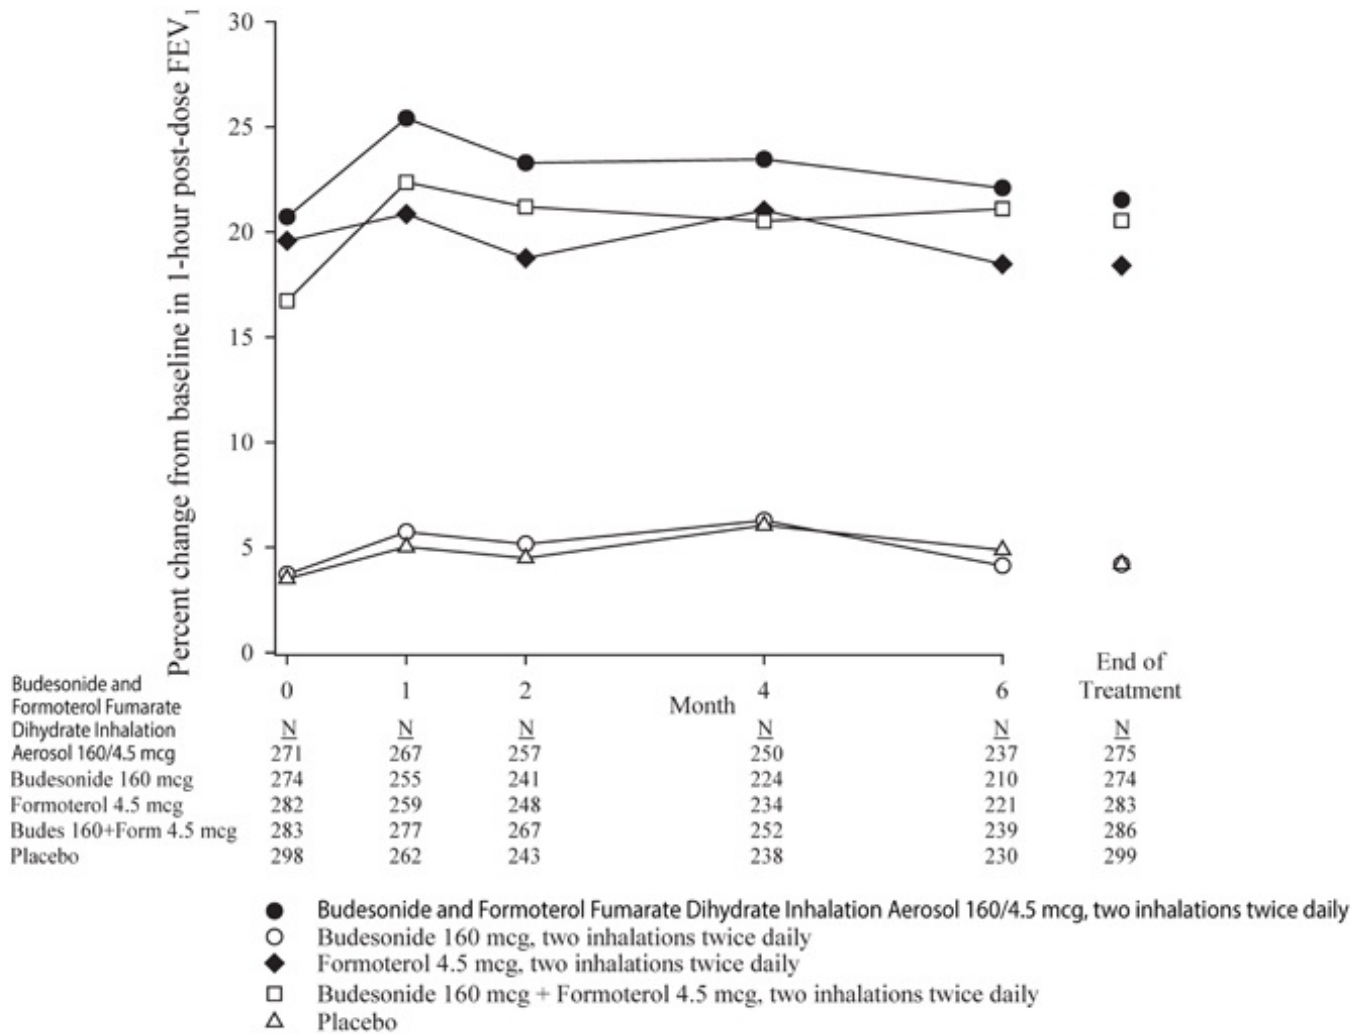 Percent change from baseline in 1-hour post-dose FEV1
30
25
20
15
10
5
0
0 1 2 4 6
Month
End of
Treatment
Budesonide and
Formoterol Fumarate
Dihydrate Inhalation N N N N N N
Aerosol 160/4.5 mcg 271 267 257 250 237 275
Budesonide 160 mcg 274 255 241 224 210 274
Formoterol 4.5 mcg 282 259 248 234 221 283
Budes 160+Form 4.5 mcg 283 277 267 252 239 286
Placebo 298 262 243 238 230 299
Budesonide and Formoterol Fumarate Dihydrate Inhalation Aerosol 160/4.5 mcg, two inhalations twice daily
Budesonide 160 mcg, two inhalations twice daily
Formoterol 4.5 mcg, two inhalations twice daily
Budesonide 160 mcg + Formoterol 4.5 mcg, two inhalations twice daily
Placebo